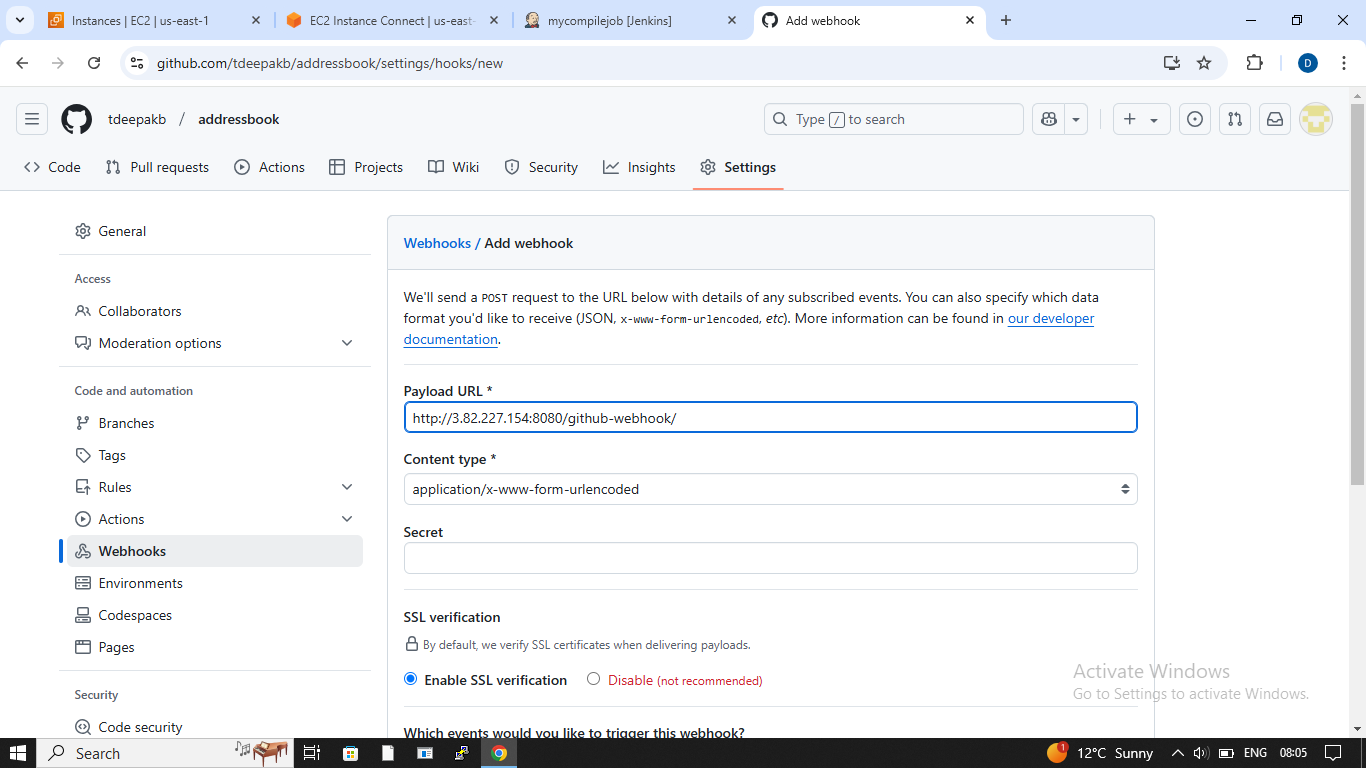 Instances | EC2 | us-east-1
EC2 Instance Connect | us-east-
mycompilejob [Jenkins]
Add webhook
github.com/tdeepakb/addressbook/settings/hooks/new
D
tdeepakb / addressbook
Type / to search
Code
Pull requests
Actions
Projects
Wiki
Security
Insights
Settings
General
Access
Collaborators
Moderation options
Code and automation
Branches
Tags
Rules
Actions
Webhooks
Environments
Codespaces
Pages
Security
Code security
Webhooks / Add webhook
We'll send a POST request to the URL below with details of any subscribed events. You can also specify which data
format you'd like to receive (JSON, x-www-form-urlencoded, etc). More information can be found in our developer
documentation.
Payload URL *
http://3.82.227.154:8080/github-webhook/
Content type *
application/x-www-form-urlencoded
Secret
SSL verification
By default, we verify SSL certificates when delivering payloads.
Enable SSL verification
Disable (not recommended)
Which events would you like to trigger this webhook?
Activate Windows
Go to Settings to activate Windows.
Search
1
12°C Sunny
ENG
08:05